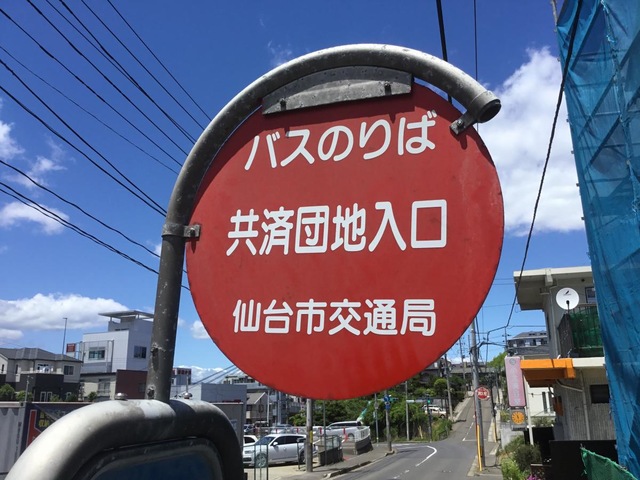 バスのりば
共済団地入口
仙台市交通局